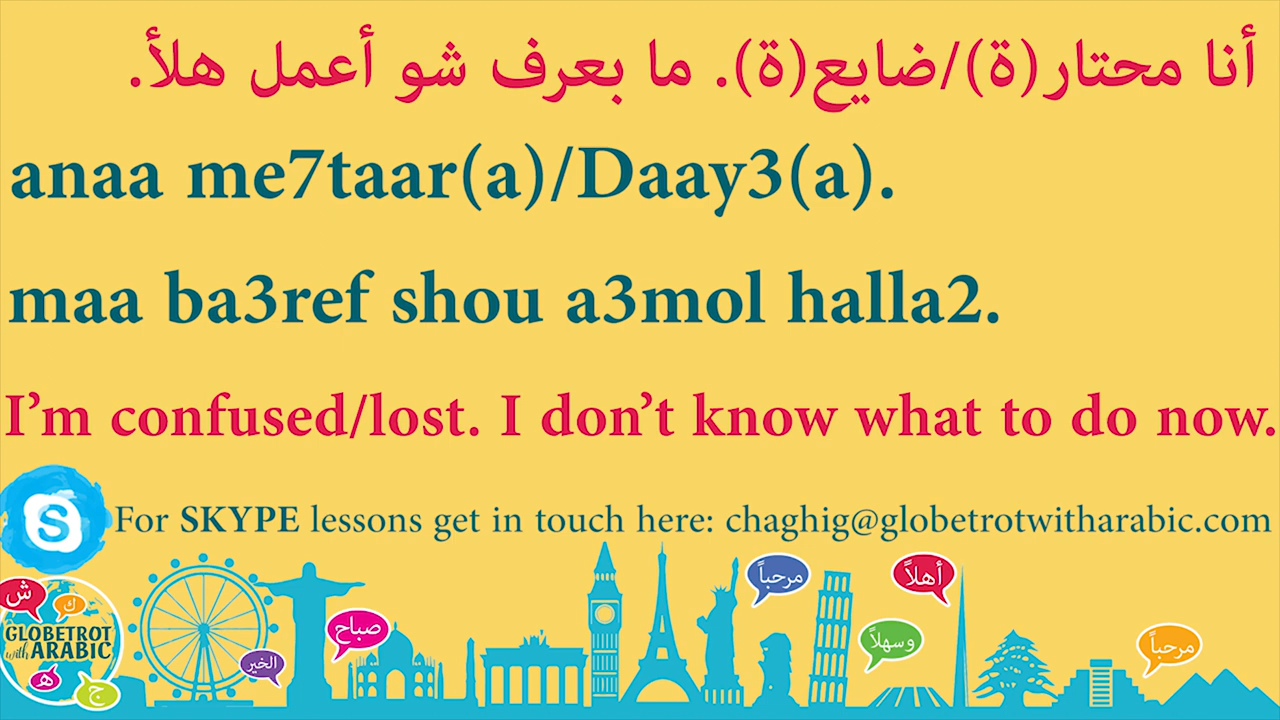 أنا محتار(ة)/ضايع(ة). ما بعرف شو أعمل هلأ.
anaa me7taar(a)/Daay3(a).
maa ba3ref shou a3mol halla2.
I'm confused/lost. I don't know what to do now.
S
For SKYPE lessons get in touch here: chaghig@globetrotwitharabic.com
ش
ك
GLOBETROT
with ARABIC
ه
ج
الخير
صباح
مرحباً
أهلاً
وسهلاً
مرحباً